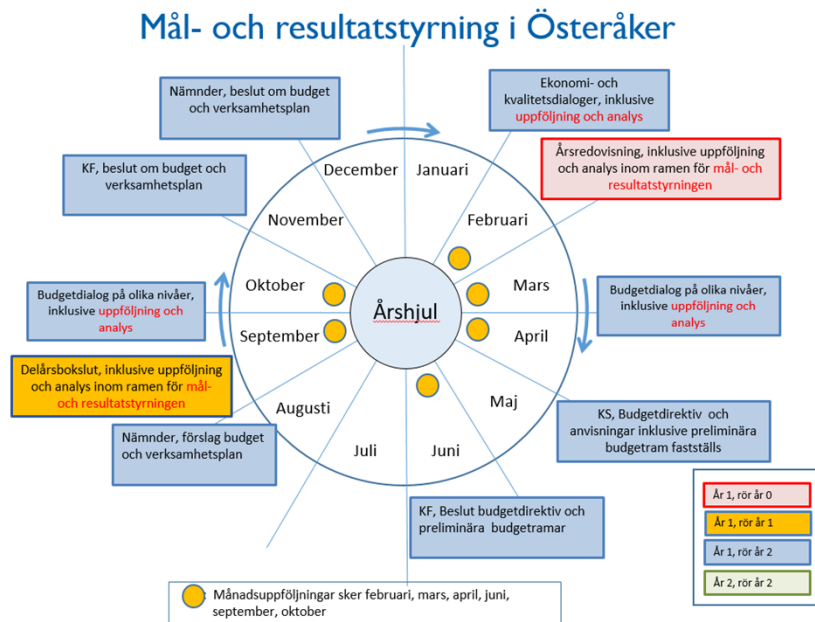 Mål- och resultatstyrning i Österåker
Nämnder, beslut om budget
och verksamhetsplan
Ekonomi- och
kvalitetsdialoger, inklusive
uppföljning och analys
KF, beslut om budget och
verksamhetsplan
Årsredovisning, inklusive uppföljning
och analys inom ramen för mål- och
resultatstyrningen
December
Januari
November
Februari
Oktober
Mars
Årshjul
September
April
Augusti
Maj
Juli
Juni
Budgetdialog på olika nivåer,
inklusive uppföljning och
analys
Budgetdialog på olika nivåer,
inklusive uppföljning och
analys
Delårsbokslut, inklusive uppföljning
och analys inom ramen för mål-
och resultatstyrningen
Nämnder, förslag budget
och verksamhetsplan
KS, Budgetdirektiv och
anvisningar inklusive preliminära
budgetram fastställs
KF, Beslut budgetdirektiv och
preliminära budgetramar
År 1, rör år 0
År 1, rör år 1
År 1, rör år 2
År 2, rör år 2
Månadsuppföljningar sker februari, mars, april, juni,
september, oktober